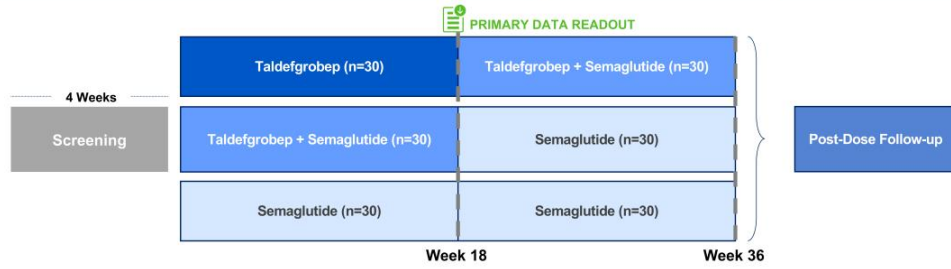 PRIMARY DATA READOUT
Taldefgrobep (n=30)
Taldefgrobep + Semaglutide (n=30)
4 Weeks
Screening
Taldefgrobep + Semaglutide (n=30)
Semaglutide (n=30)
Post-Dose Follow-up
Semaglutide (n=30)
Semaglutide (n=30)
Week 18
Week 36